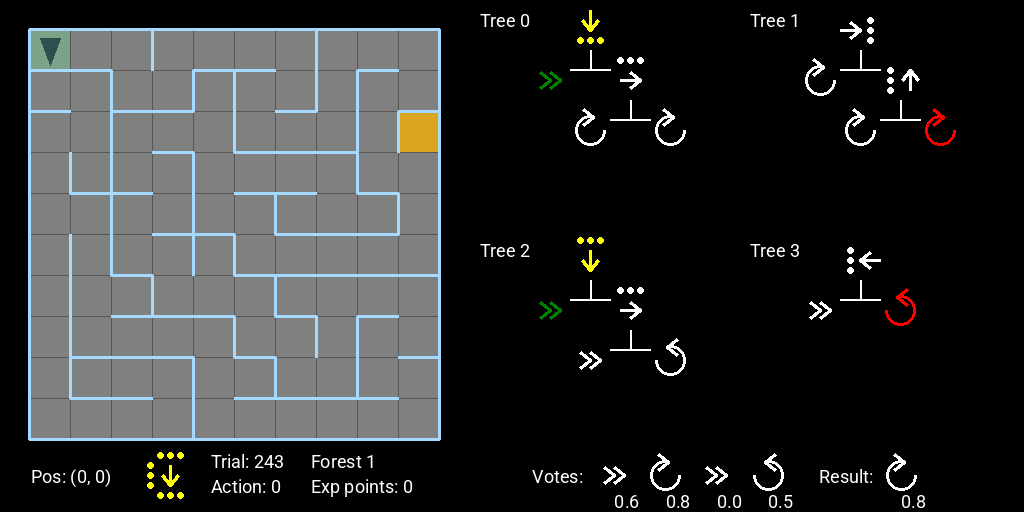 Tree 0
Tree 1
Tree 2
Tree 3
Pos: (0, 0)
Trial: 243
Forest 1
Action: 0
Exp points: 0
Votes:
0.6
0.8
0.0
0.5
Result:
0.8